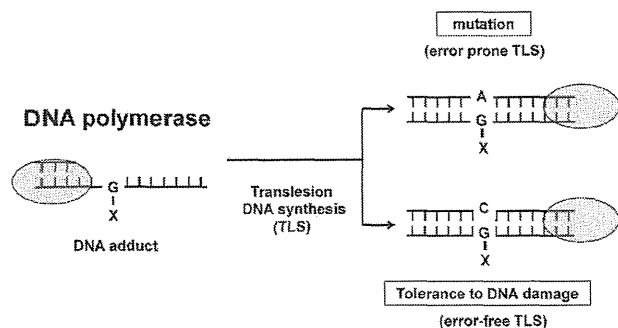 mutation
(error prone TLS)
A
G
X
DNA polymerase
G
X
DNA adduct
Translesion
DNA synthesis
(TLS)
C
G
X
Tolerance to DNA damage
(error-free TLS)